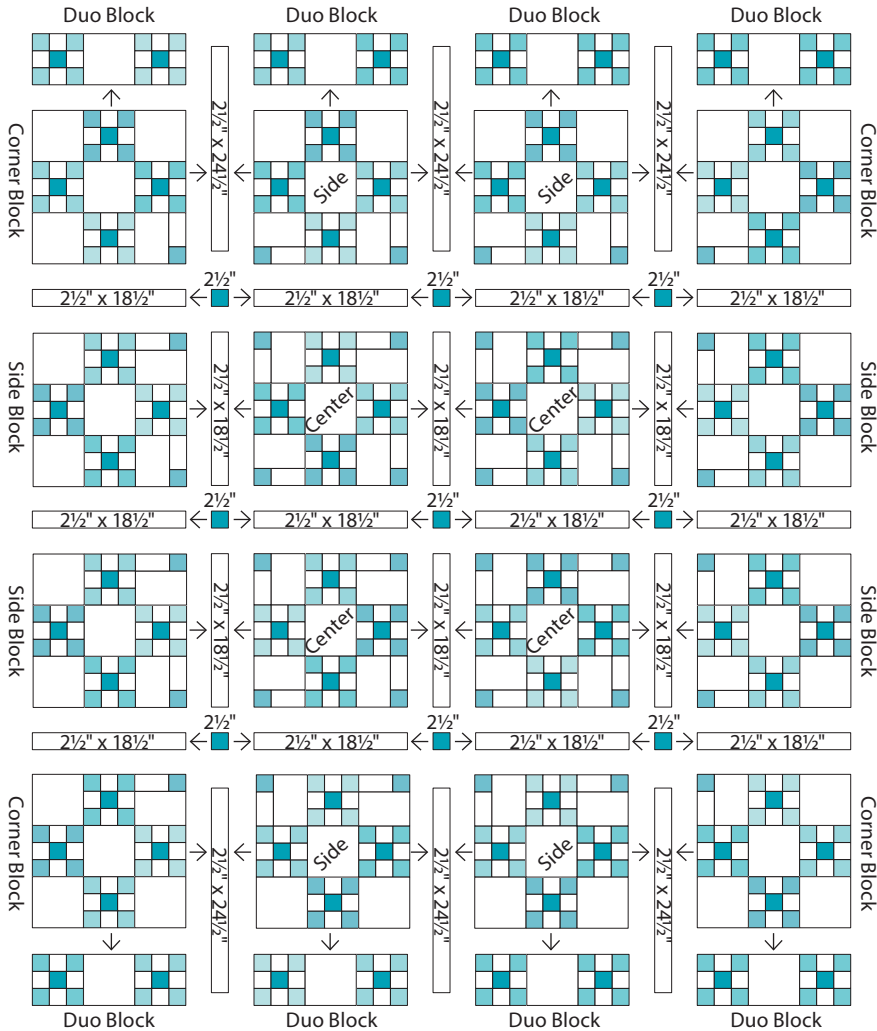 Duo Block
Duo Block
Duo Block
Duo Block
Corner Block
2½" x 24½"
Side
2½" x 24½"
Side
2½" x 24½"
Corner Block
2½"
2½"
2½"
2½" x 18½"
2½" x 18½"
2½" x 18½"
2½" x 18½"
Side Block
2½" x 18½"
Center
2½" x 18½"
Center
2½" x 18½"
Side Block
2½"
2½"
2½"
2½" x 18½"
2½" x 18½"
2½" x 18½"
2½" x 18½"
Side Block
2½" x 18½"
Center
2½" x 18½"
Center
2½" x 18½"
Side Block
2½"
2½"
2½"
2½" x 18½"
2½" x 18½"
2½" x 18½"
2½" x 18½"
Corner Block
2½" x 24½"
Side
2½" x 24½"
Side
2½" x 24½"
Corner Block
Duo Block
Duo Block
Duo Block
Duo Block